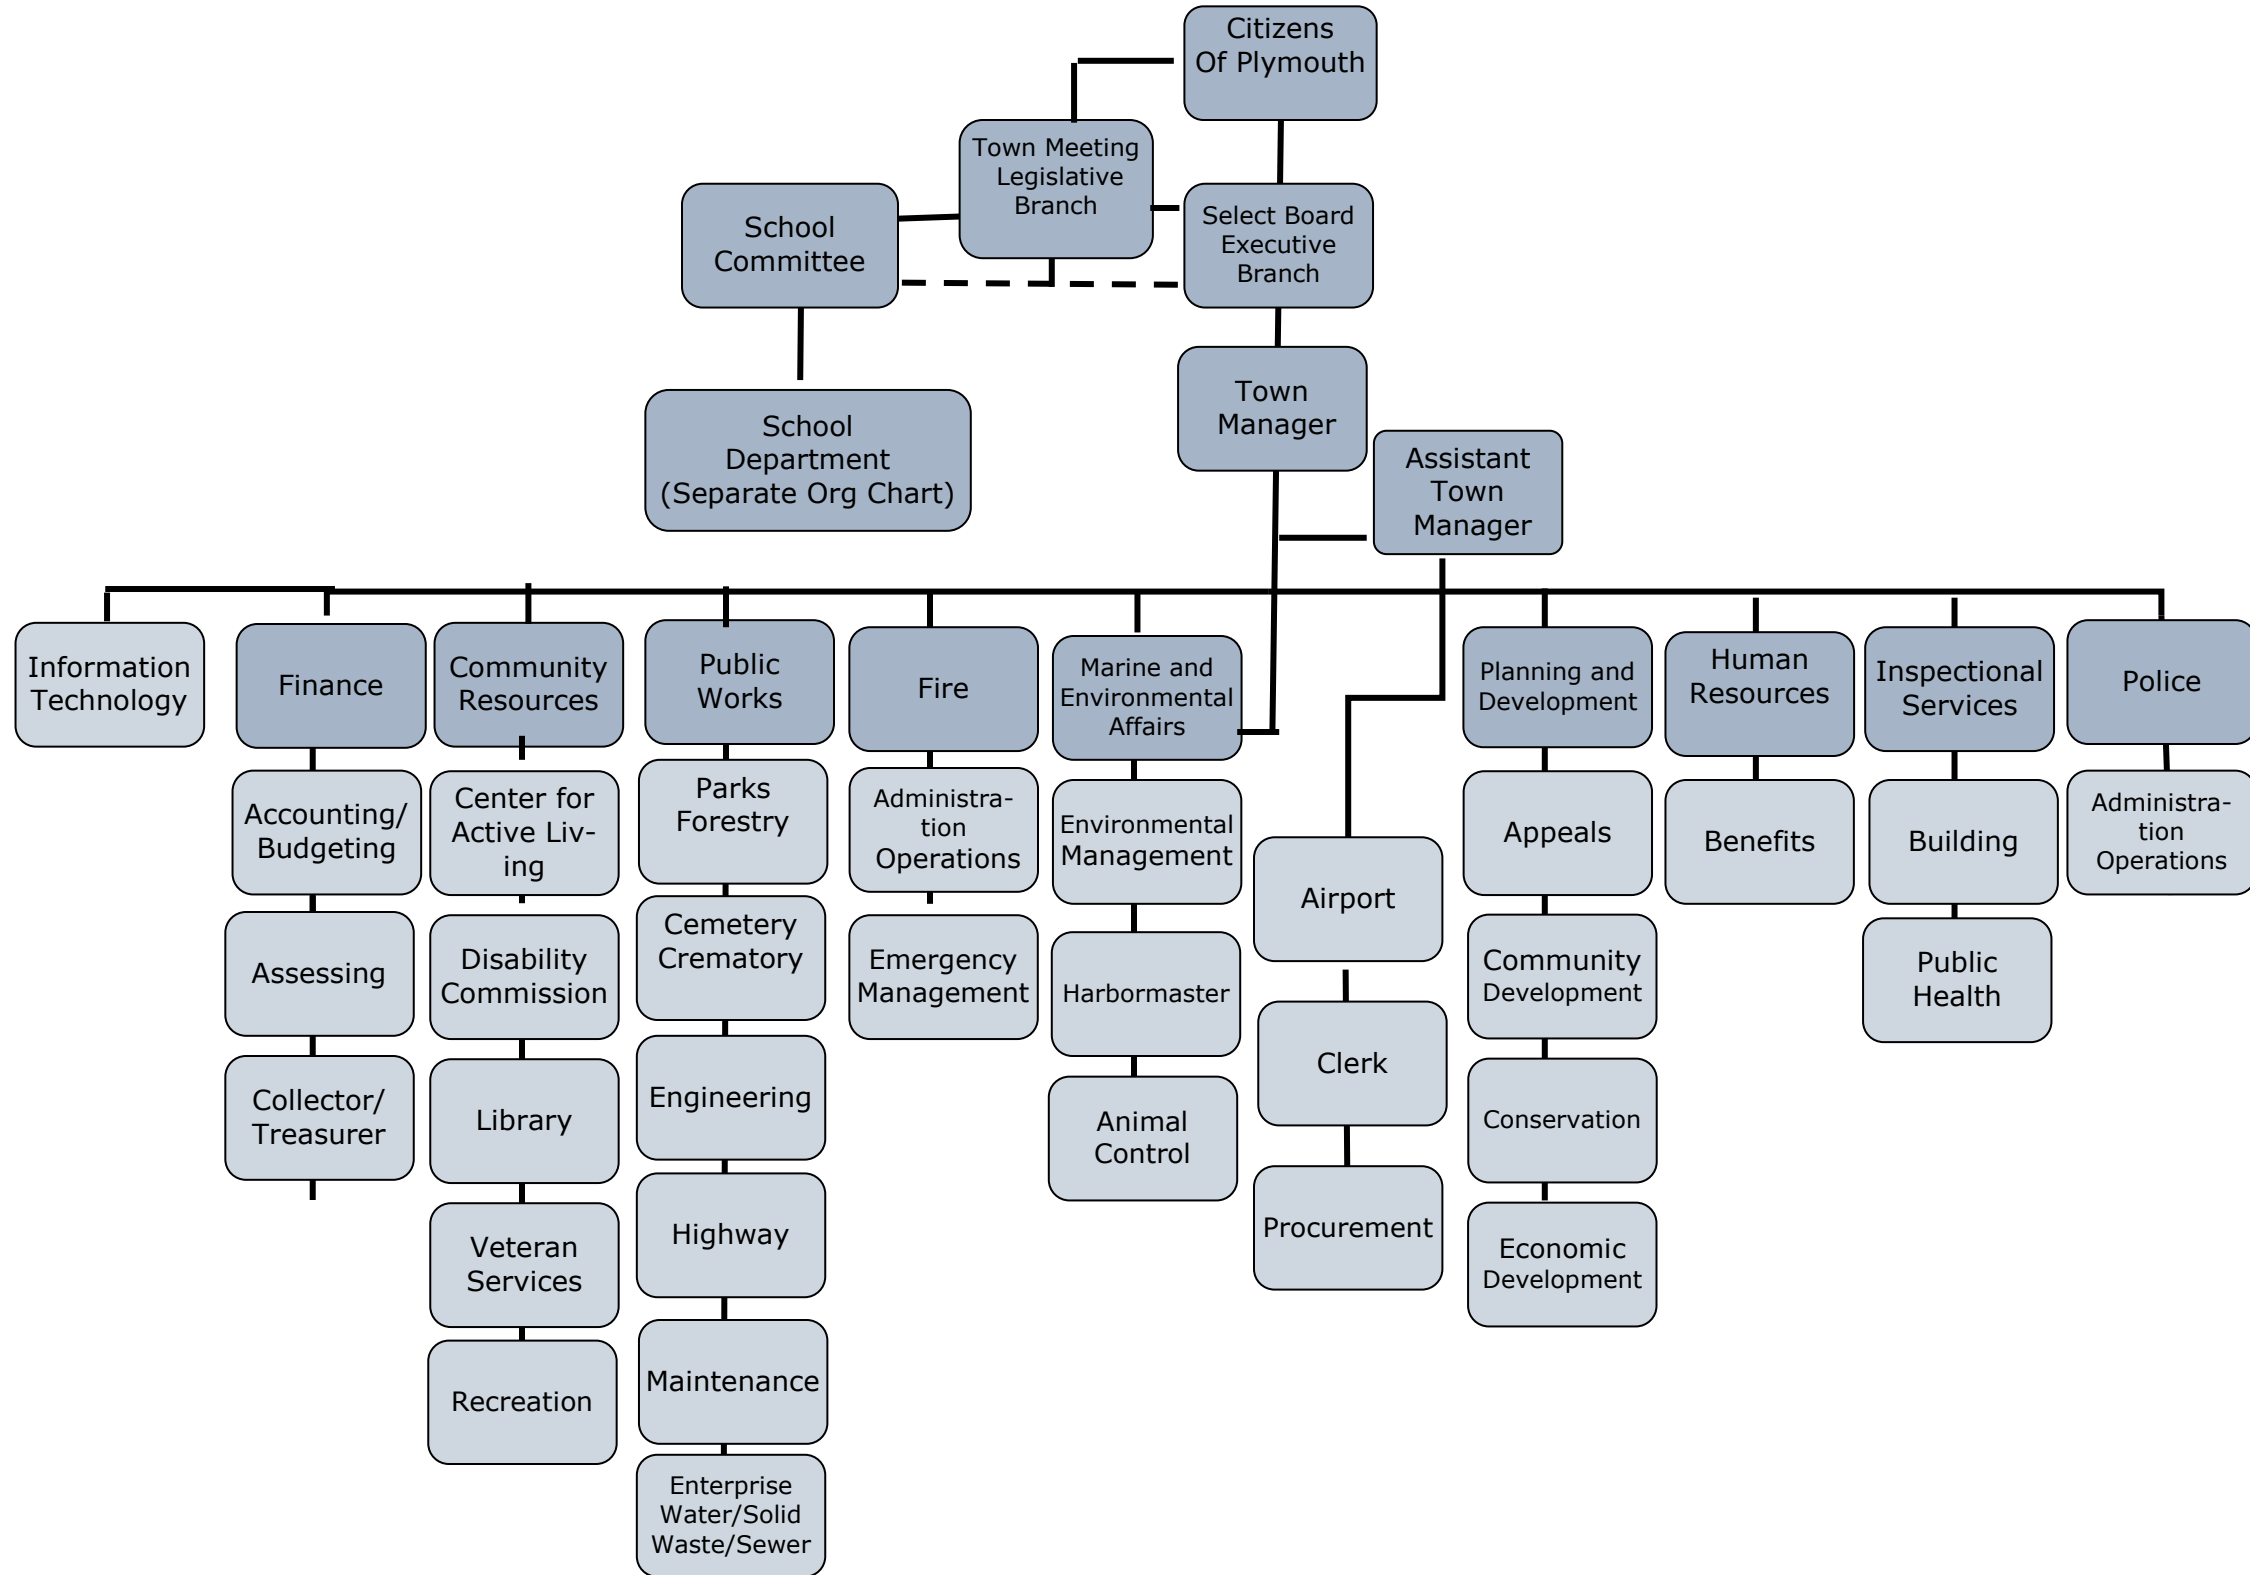 Citizens
Of Plymouth
Town Meeting
Legislative
Branch
School
Committee
Select Board
Executive
Branch
Town
Manager
School
Department
(Separate Org Chart)
Assistant
Town
Manager
Information
Technology
Finance
Community
Resources
Public
Works
Fire
Marine and
Environmental
Affairs
Planning and
Development
Human
Resources
Inspectional
Services
Police
Accounting/
Budgeting
Assessing
Collector/
Treasurer
Center for
Active Liv-
ing
Disability
Commission
Library
Veteran
Services
Recreation
Parks
Forestry
Cemetery
Crematory
Engineering
Highway
Maintenance
Enterprise
Water/Solid
Waste/Sewer
Administra-
tion
Operations
Emergency
Management
Environmental
Management
Harbormaster
Animal
Control
Airport
Clerk
Procurement
Appeals
Community
Development
Conservation
Economic
Development
Benefits
Building
Public
Health
Administra-
tion
Operations